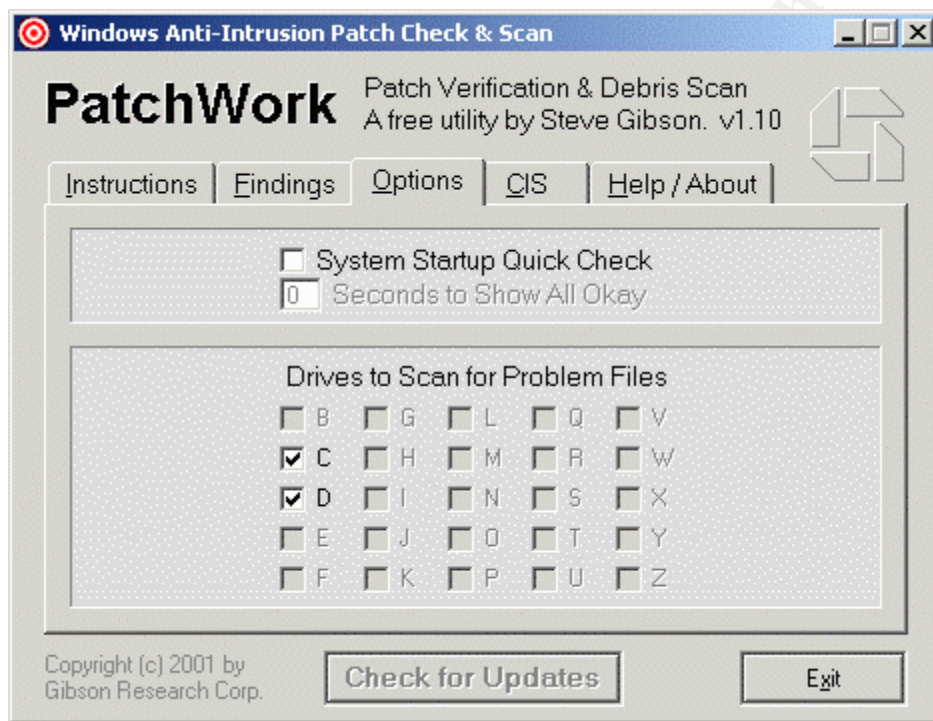 Windows Anti-Intrusion Patch Check & Scan
PatchWork
Patch Verification & Debris Scan
A free utility by Steve Gibson. v1.10
Instructions Findings Options CIS Help / About
System Startup Quick Check
0 Seconds to Show All Okay
Drives to Scan for Problem Files
B G L Q V
C H M R W
D I N S X
E J O T Y
F K P U Z
Copyright (c) 2001 by
Gibson Research Corp.
Check for Updates
Exit